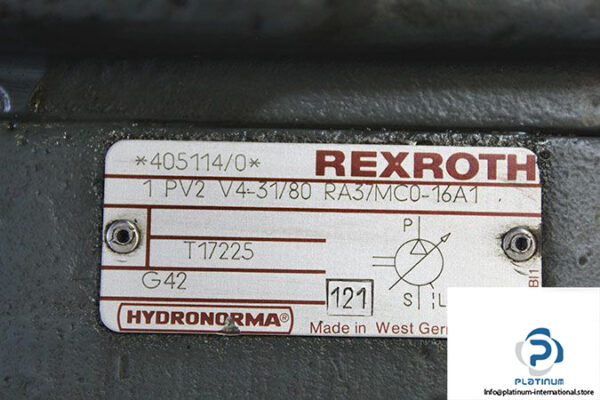 *405114/0* REXROTH
1 PV2 V4-31/80 RA37MC0-16A1
P
T17225
G42
121
S L
HYDRONORMA®
Made in West Ger
PLATINUM
Info@platinum-international.store